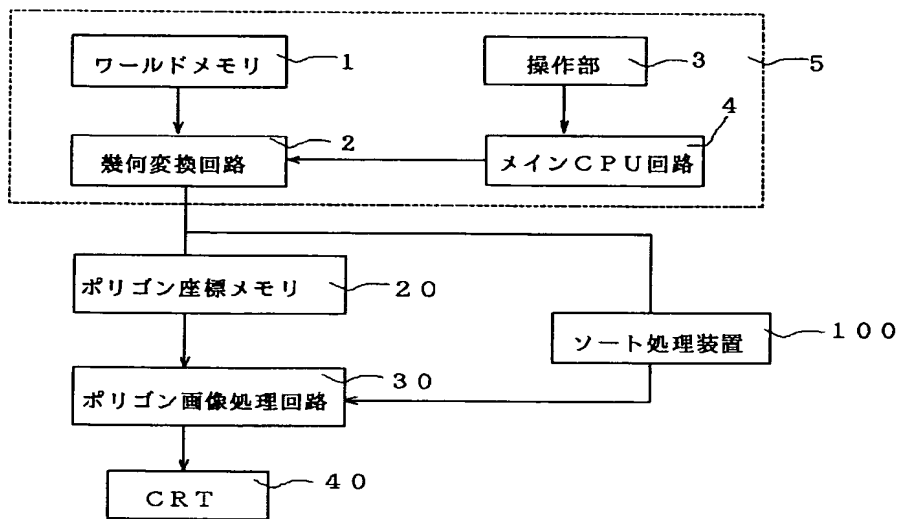 ワールドメモリ
1
操作部
3
5
幾何変換回路
2
メインCPU回路
4
ポリゴン座標メモリ
20
ソート処理装置
100
ポリゴン画像処理回路
30
CRT
40